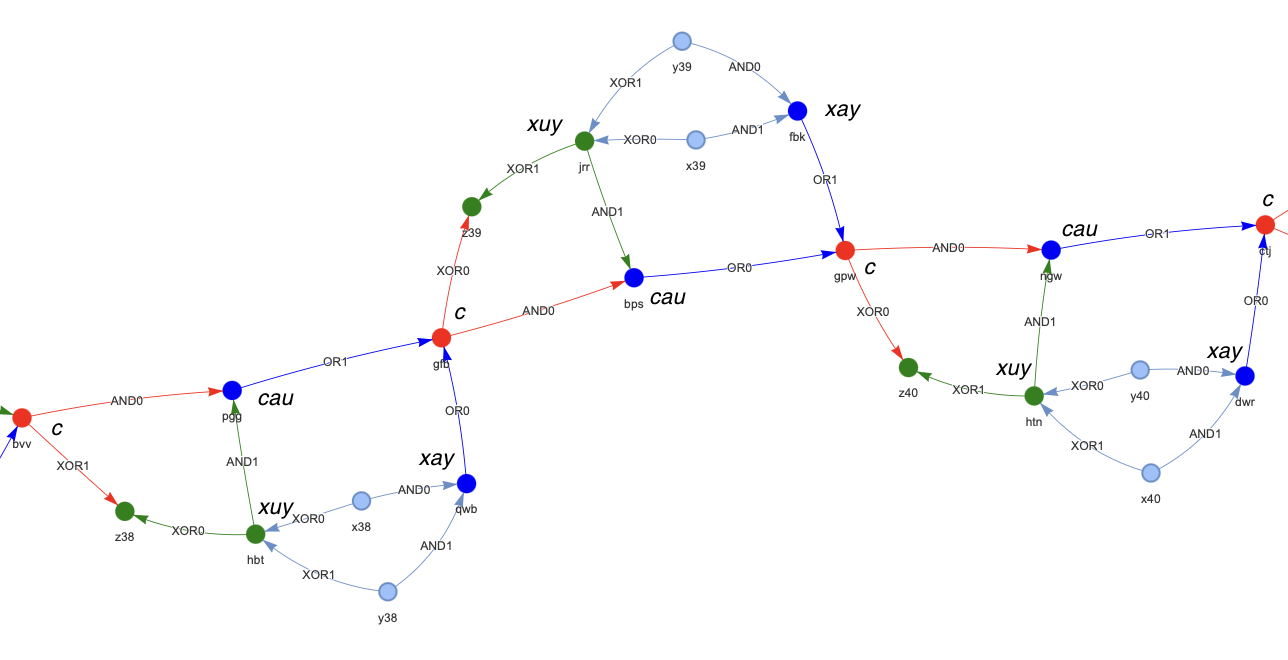 y39
XOR1
AND0
xuy
xay
XOR0
AND1
jrr
x39
fbk
XOR1
OR1
c
AND1
z39
cau
OR1
ctj
AND0
gpw
c
ngw
XOR0
OR0
bps
cau
OR0
c
AND0
XOR0
AND1
gfb
xay
OR1
z40
xuy
XOR1
XOR0
y40
AND0
dwr
htn
AND0
pgg
cau
OR0
bvv
c
XOR1
AND1
XOR1
AND1
xay
x40
AND0
qwb
xuy
XOR0
x38
z38
XOR0
hbt
AND1
XOR1
y38